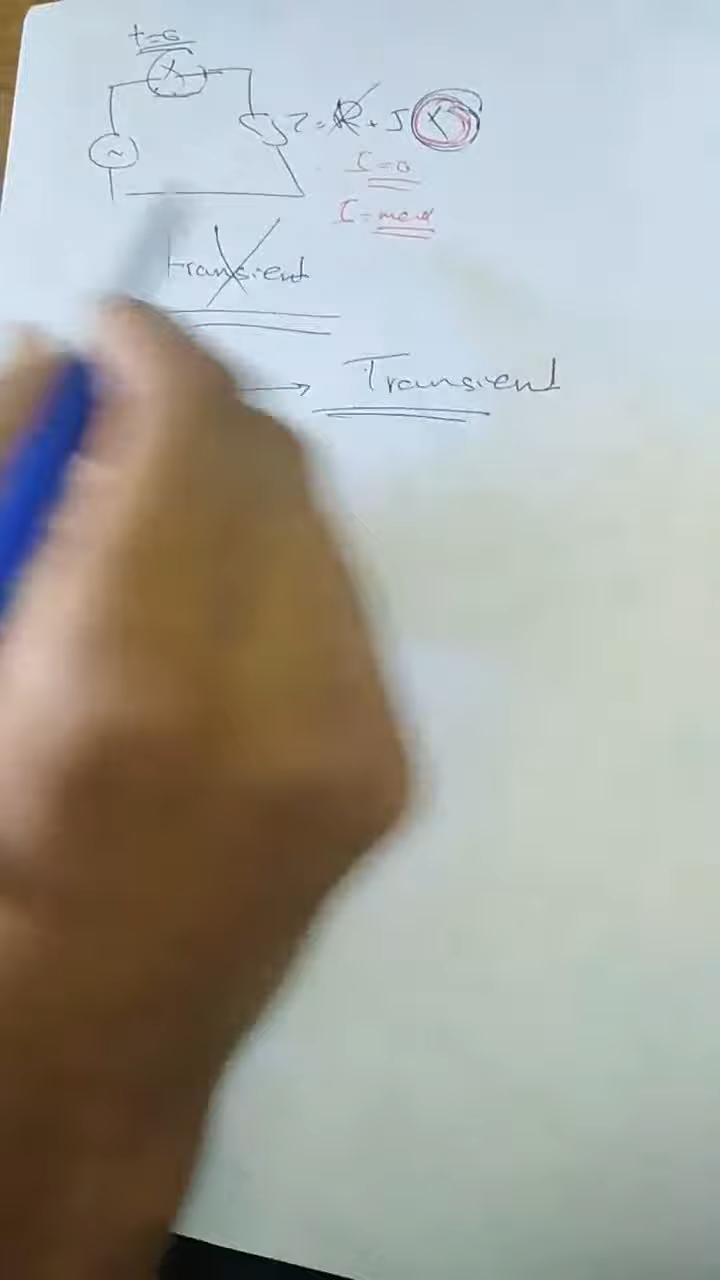 t=0
Z=R+J X
I=0
I=max
transient
→ Transient